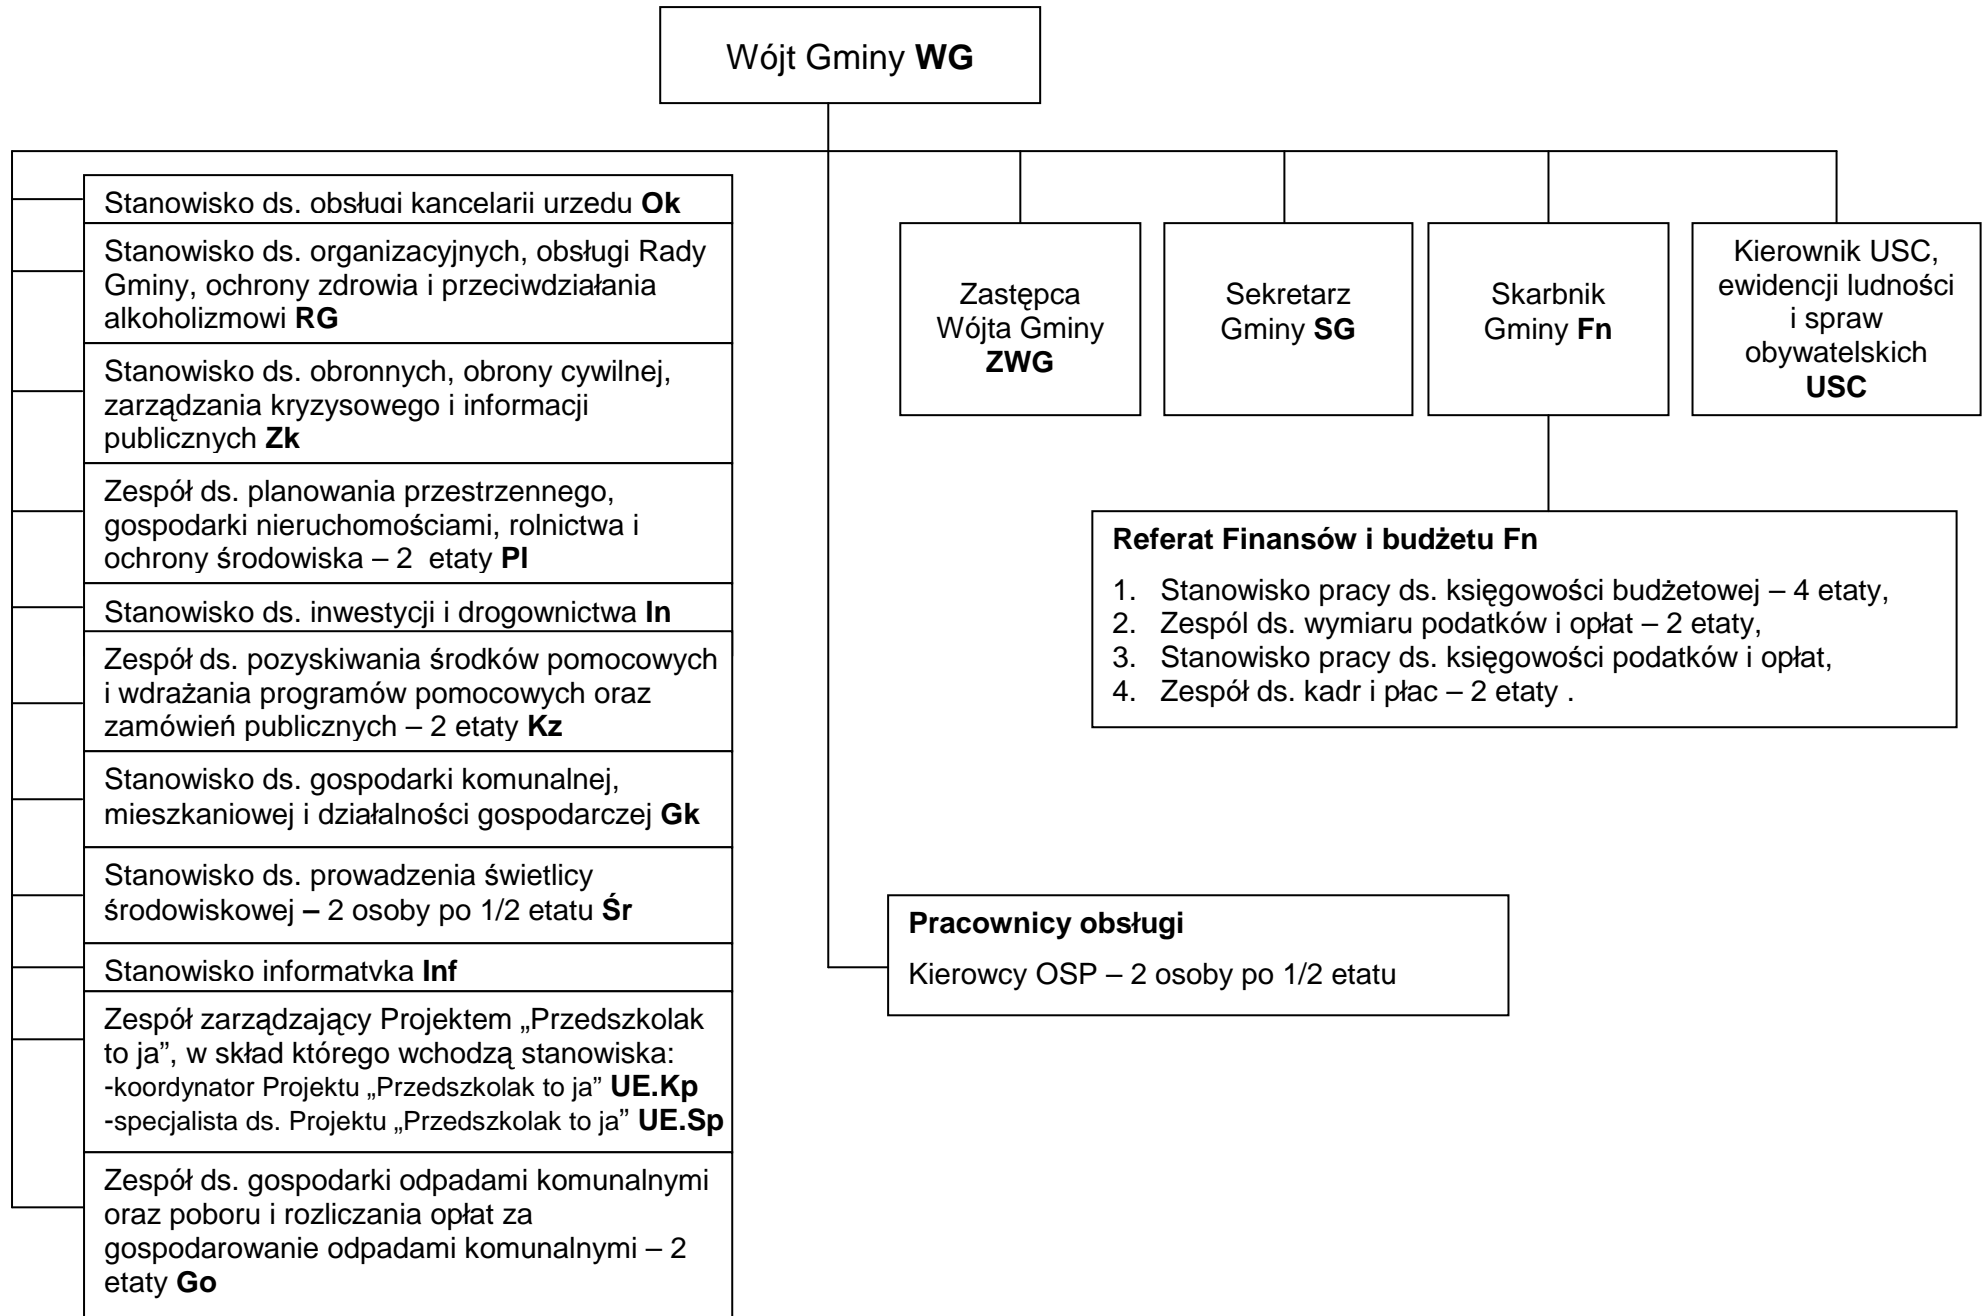 Wójt Gminy WG
Stanowisko ds. obsługi kancelarii urzędu Ok
Stanowisko ds. organizacyjnych, obsługi Rady
Gminy, ochrony zdrowia i przeciwdziałania
alkoholizmowi RG
Stanowisko ds. obronnych, obrony cywilnej,
zarządzania kryzysowego i informacji
publicznych Zk
Zespół ds. planowania przestrzennego,
gospodarki nieruchomościami, rolnictwa i
ochrony środowiska – 2 etaty Pl
Stanowisko ds. inwestycji i drogownictwa In
Zespół ds. pozyskiwania środków pomocowych
i wdrażania programów pomocowych oraz
zamówień publicznych – 2 etaty Kz
Stanowisko ds. gospodarki komunalnej,
mieszkaniowej i działalności gospodarczej Gk
Stanowisko ds. prowadzenia świetlicy
środowiskowej – 2 osoby po 1/2 etatu Śr
Stanowisko informatyka Inf
Zespół zarządzający Projektem „Przedszkolak
to ja”, w skład którego wchodzą stanowiska:
-koordynator Projektu „Przedszkolak to ja” UE.Kp
-specjalista ds. Projektu „Przedszkolak to ja” UE.Sp
Zespół ds. gospodarki odpadami komunalnymi
oraz poboru i rozliczania opłat za
gospodarowanie odpadami komunalnymi – 2
etaty Go
Zastępca
Wójta Gminy
ZWG
Sekretarz
Gminy SG
Skarbnik
Gminy Fn
Kierownik USC,
ewidencji ludności
i spraw
obywatelskich
USC
Referat Finansów i budżetu Fn
1. Stanowisko pracy ds. księgowości budżetowej – 4 etaty,
2. Zespól ds. wymiaru podatków i opłat – 2 etaty,
3. Stanowisko pracy ds. księgowości podatków i opłat,
4. Zespół ds. kadr i płac – 2 etaty .
Pracownicy obsługi
Kierowcy OSP – 2 osoby po 1/2 etatu